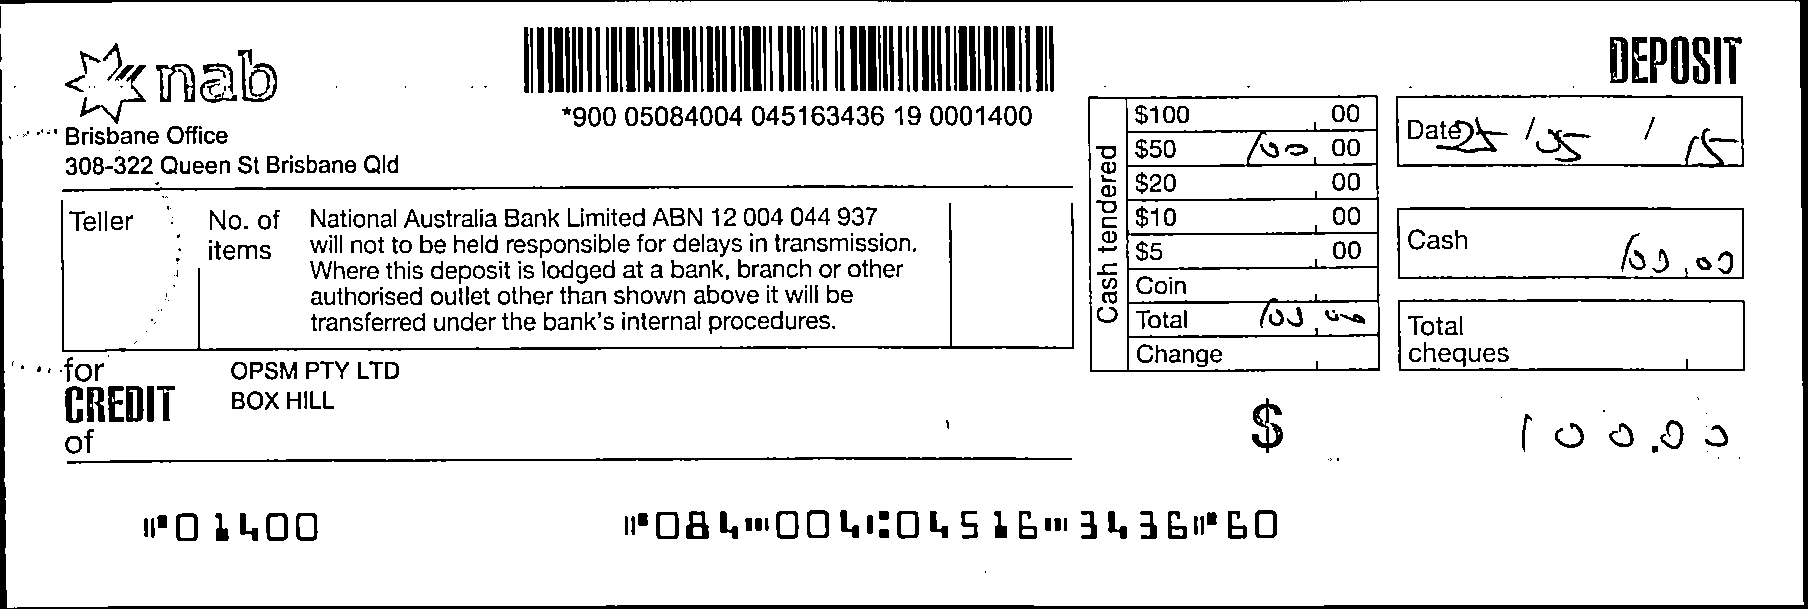 nab
DEPOSIT
*900 05084004 045163436 19 0001400
Brisbane Office
308-322 Queen St Brisbane Qld
Teller
No. of items
National Australia Bank Limited ABN 12 004 044 937
will not to be held responsible for delays in transmission.
Where this deposit is lodged at a bank, branch or other
authorised outlet other than shown above it will be
transferred under the bank's internal procedures.
Cash tendered
$100 00
$50 100 00
$20 00
$10 00
$5 00
Coin
Total 100 00
Change
Date 25 / 05 / 15
Cash 100.00
Total
cheques
for
CREDIT
of
OPSM PTY LTD
BOX HILL
$ 100.00
⑈01400 ⑈084⑉004⑆04516⑉3436⑈60